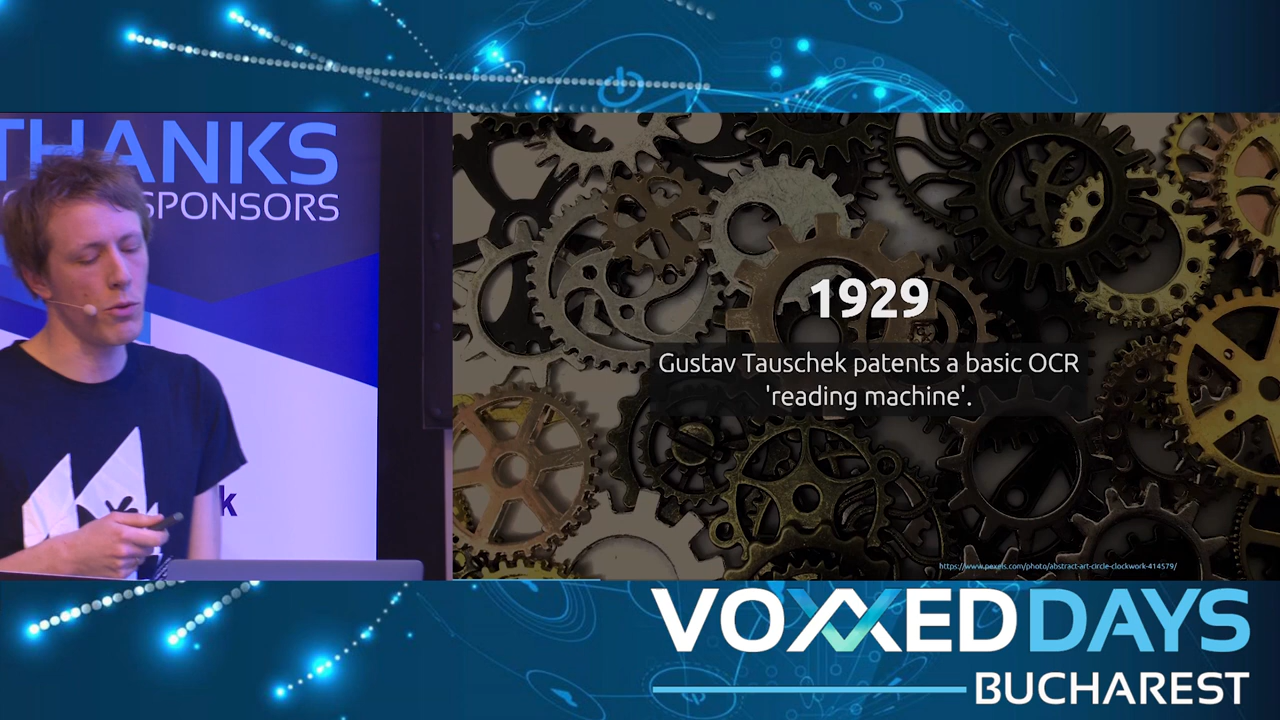 THANKS
SPONSORS
k
1929
Gustav Tauschek patents a basic OCR
'reading machine'.
https://www.pexels.com/photo/abstract-art-circle-clockwork-414579/
VOXXED DAYS
BUCHAREST